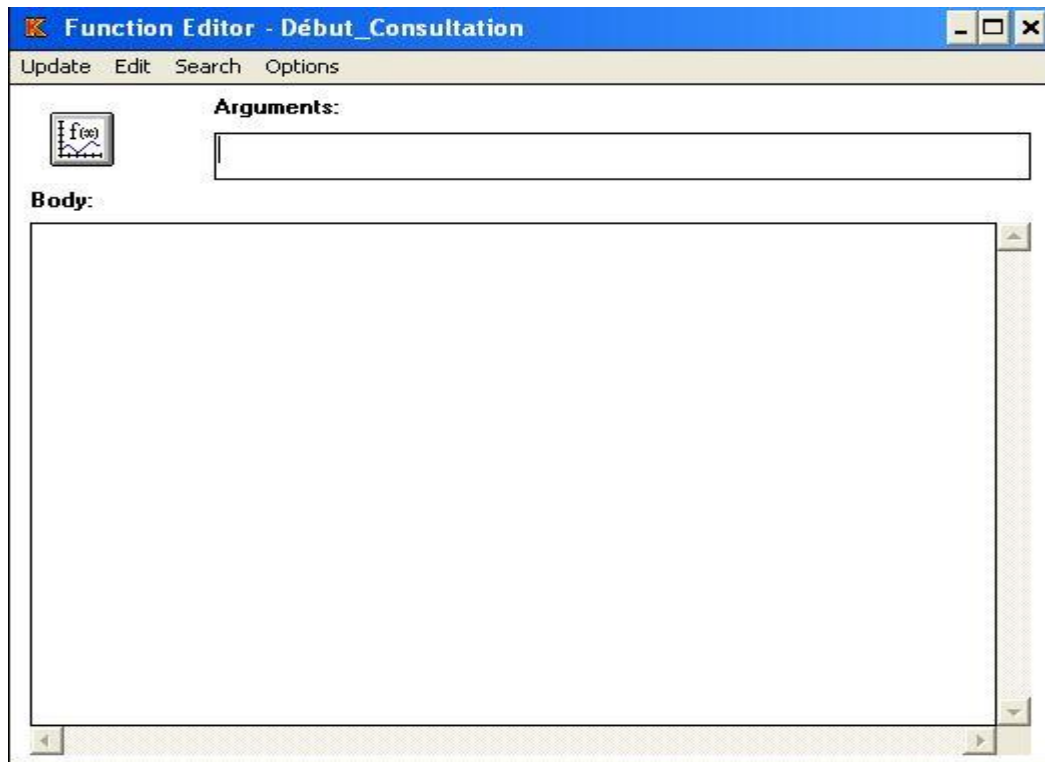 K Function Editor - Début_Consultation
Update Edit Search Options
Arguments:
f(x)
Body: